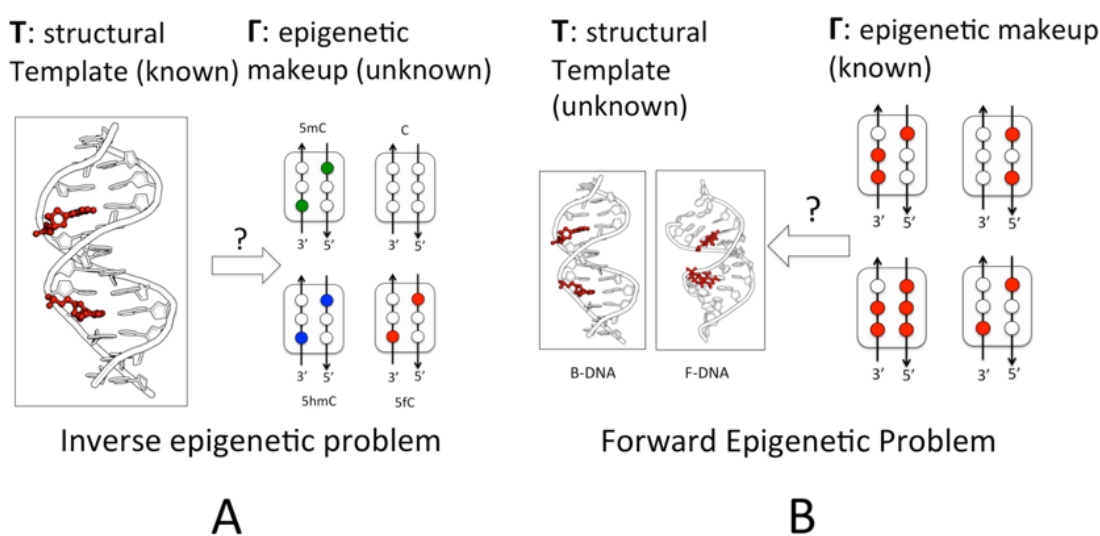 T: structural
Template (known)
Γ: epigenetic
makeup (unknown)
5mC
C
3'
5'
3'
5'
?
3'
5'
3'
5'
5hmC
5fC
Inverse epigenetic problem
A
T: structural
Template
(unknown)
Γ: epigenetic makeup
(known)
3'
5'
3'
5'
?
3'
5'
3'
5'
B-DNA
F-DNA
Forward Epigenetic Problem
B